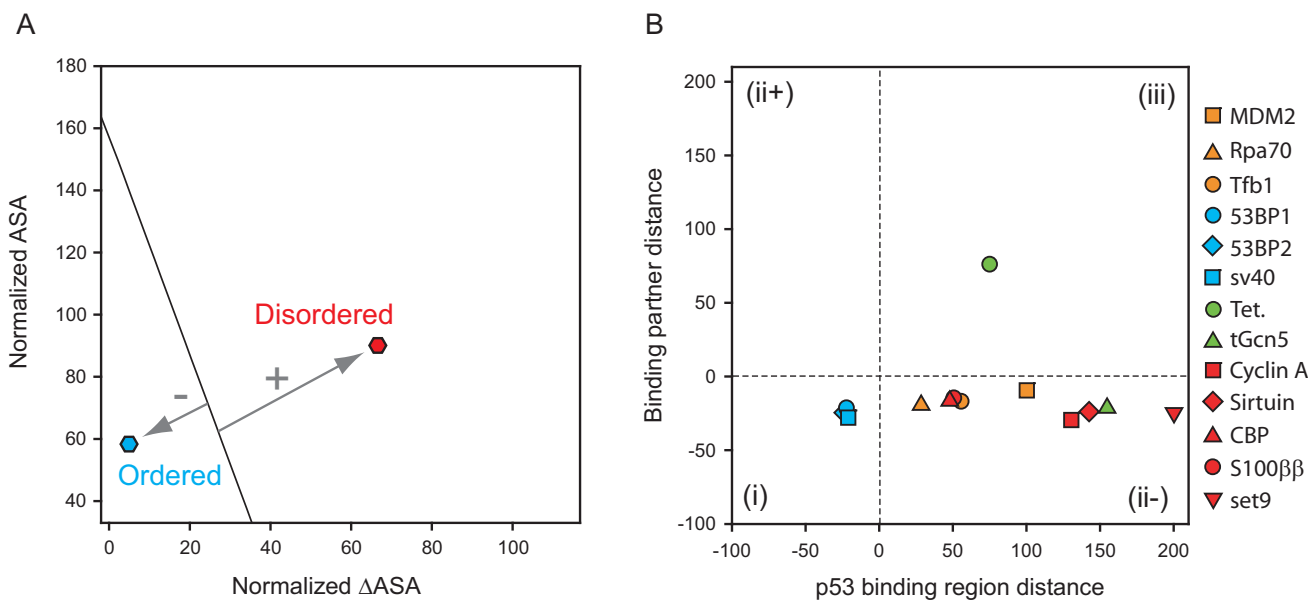 A
180
160
140
120
100
80
60
40
0
20
40
60
80
100
Normalized ASA
Normalized ΔASA
Disordered
+
-
Ordered
B
200
150
100
50
0
-50
-100
-100
-50
0
50
100
150
200
Binding partner distance
p53 binding region distance
(ii+)
(iii)
(i)
(ii-)
MDM2
Rpa70
Tfb1
53BP1
53BP2
sv40
Tet.
tGcn5
Cyclin A
Sirtuin
CBP
S100ββ
set9